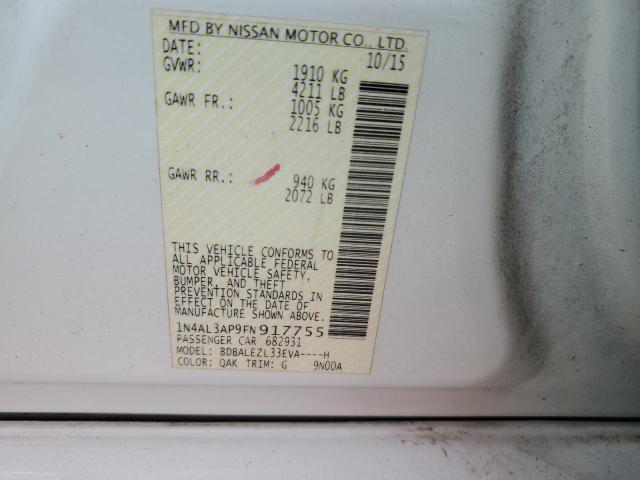 MFD BY NISSAN MOTOR CO., LTD.
DATE: 10/15
GVWR: 1910 KG
4211 LB
GAWR FR.: 1005 KG
2216 LB
GAWR RR.: 940 KG
2072 LB
THIS VEHICLE CONFORMS TO
ALL APPLICABLE FEDERAL
MOTOR VEHICLE SAFETY,
BUMPER, AND THEFT
PREVENTION STANDARDS IN
EFFECT ON THE DATE OF
MANUFACTURE SHOWN ABOVE.
1N4AL3AP9FN917755
PASSENGER CAR 682931
MODEL: BDBALEZL33EVA----H
COLOR: QAK TRIM: G 9N00A